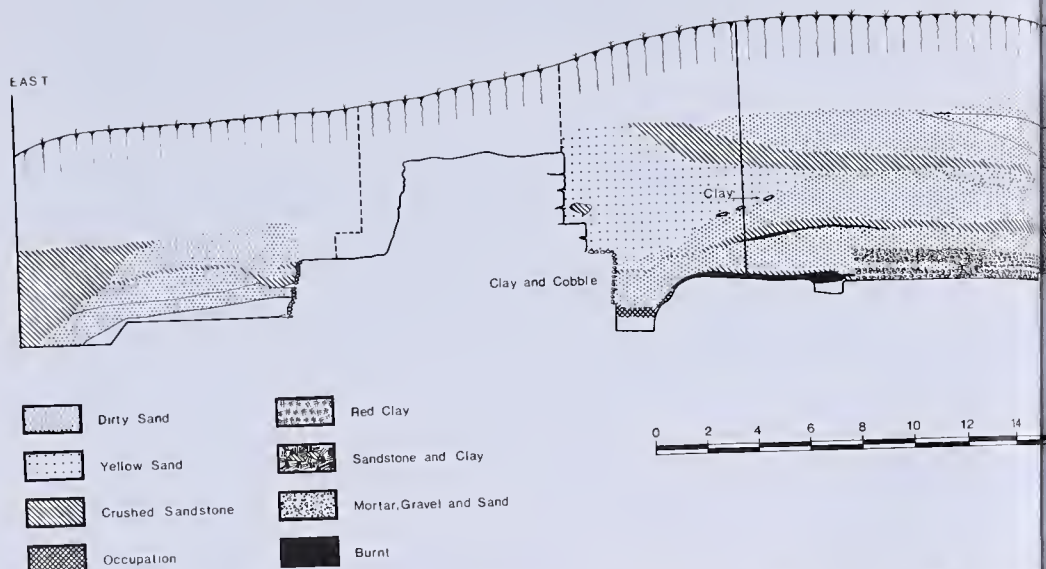 EAST
Clay
Clay and Cobble
Dirty Sand
Yellow Sand
Crushed Sandstone
Occupation
Red Clay
Sandstone and Clay
Mortar, Gravel and Sand
Burnt
0 2 4 6 8 10 12 14